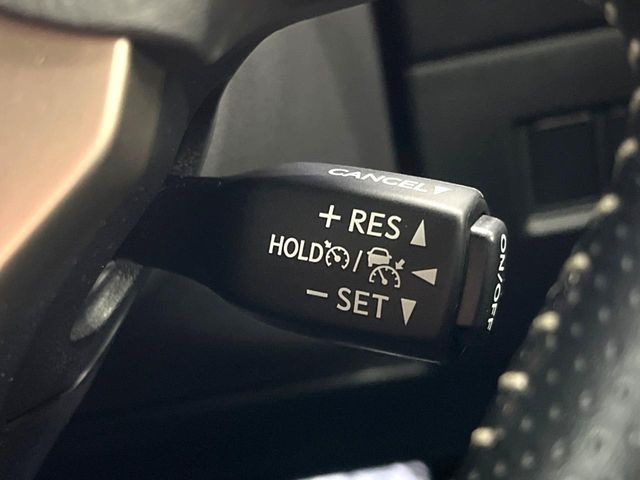 CANCEL▼
+ RES ▲
HOLD / ◀
− SET ▼
ON/OFF